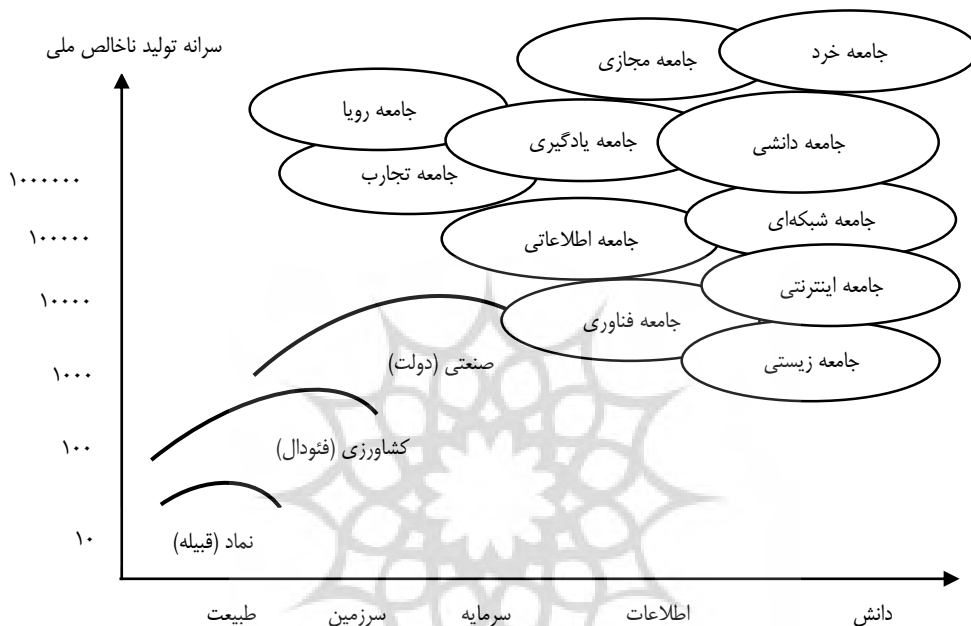 سرانه تولید ناخالص ملی
جامعه خرد
جامعه مجازی
جامعه رویا
جامعه یادگیری
جامعه دانشی
جامعه تجارب
۱۰۰۰۰۰۰
جامعه شبکه‌ای
جامعه اطلاعاتی
۱۰۰۰۰۰
جامعه اینترنتی
۱۰۰۰۰
جامعه فناوری
جامعه زیستی
صنعتی (دولت)
۱۰۰۰
کشاورزی (فئودال)
۱۰۰
نماد (قبیله)
۱۰
طبیعت
سرزمین
سرمایه
اطلاعات
دانش